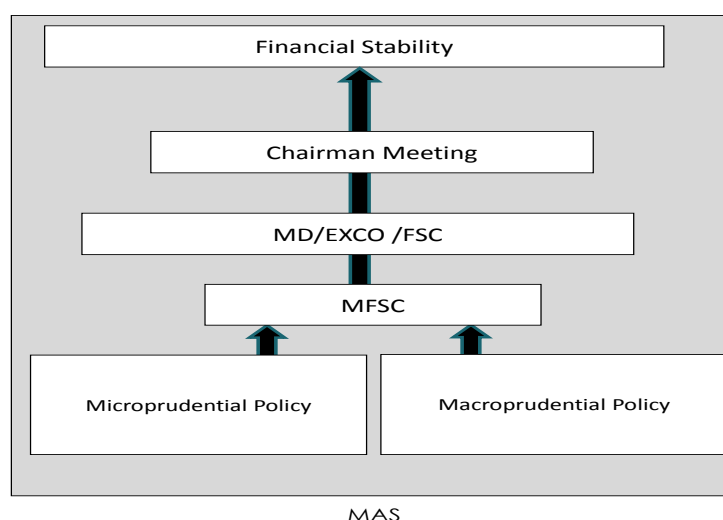 Financial Stability
Chairman Meeting
MD/EXCO /FSC
MFSC
Microprudential Policy
Macroprudential Policy
MAS